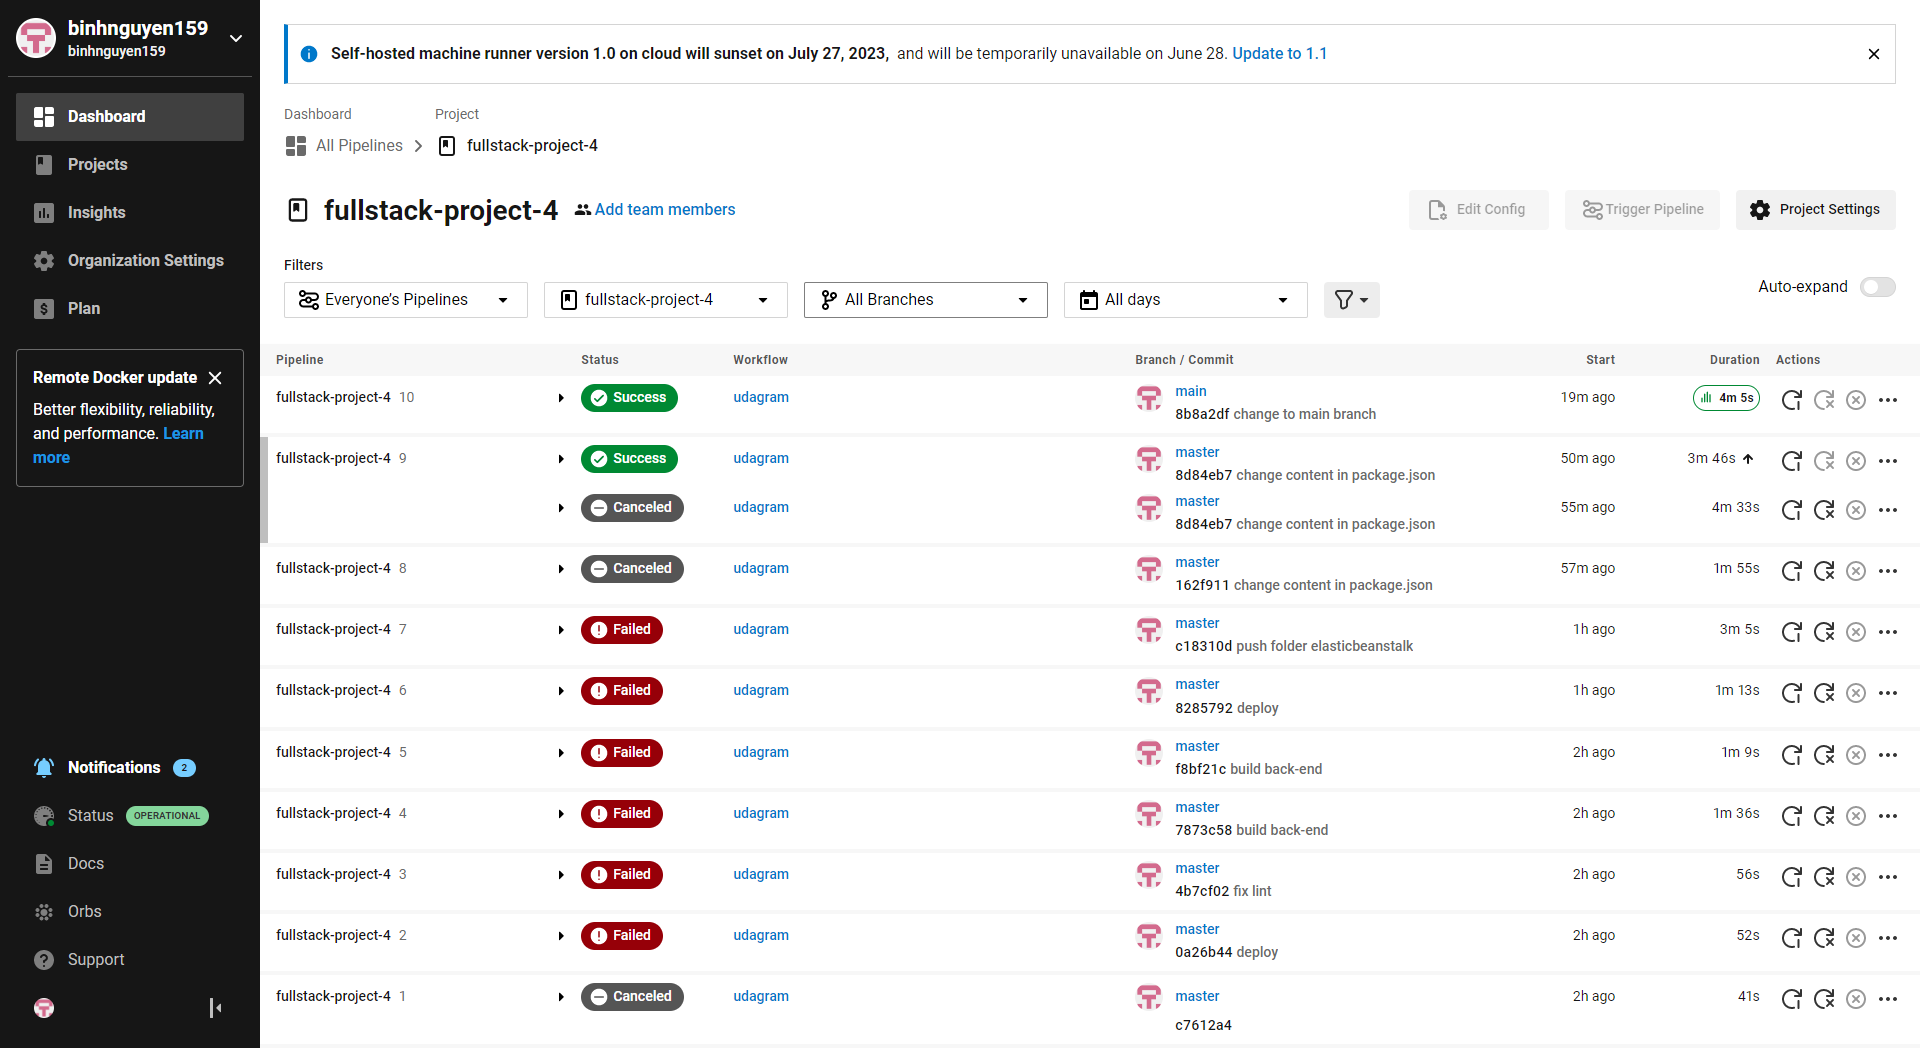 binhnguyen159
binhnguyen159
Dashboard
Projects
Insights
Organization Settings
Plan
Remote Docker update
Better flexibility, reliability,
and performance. Learn
more
Notifications 2
Status OPERATIONAL
Docs
Orbs
Support
Self-hosted machine runner version 1.0 on cloud will sunset on July 27, 2023, and will be temporarily unavailable on June 28. Update to 1.1
Dashboard Project
All Pipelines fullstack-project-4
fullstack-project-4 Add team members Edit Config Trigger Pipeline Project Settings
Filters
Everyone's Pipelines fullstack-project-4 All Branches All days Auto-expand
Pipeline Status Workflow Branch / Commit Start Duration Actions
fullstack-project-4 10 Success udagram main 19m ago 4m 5s
8b8a2df change to main branch
fullstack-project-4 9 Success udagram master 50m ago 3m 46s
8d84eb7 change content in package.json
Canceled udagram master 55m ago 4m 33s
8d84eb7 change content in package.json
fullstack-project-4 8 Canceled udagram master 57m ago 1m 55s
162f911 change content in package.json
fullstack-project-4 7 Failed udagram master 1h ago 3m 5s
c18310d push folder elasticbeanstalk
fullstack-project-4 6 Failed udagram master 1h ago 1m 13s
8285792 deploy
fullstack-project-4 5 Failed udagram master 2h ago 1m 9s
f8bf21c build back-end
fullstack-project-4 4 Failed udagram master 2h ago 1m 36s
7873c58 build back-end
fullstack-project-4 3 Failed udagram master 2h ago 56s
4b7cf02 fix lint
fullstack-project-4 2 Failed udagram master 2h ago 52s
0a26b44 deploy
fullstack-project-4 1 Canceled udagram master 2h ago 41s
c7612a4